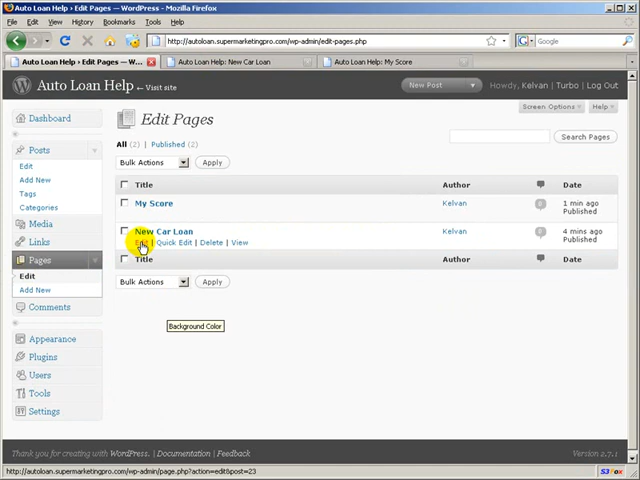 Auto Loan Help › Edit Pages — WordPress - Mozilla Firefox
File Edit View History Bookmarks Tools Help
http://autoloan.supermarketpro.com/wp-admin/edit-pages.php
Google
Auto Loan Help › Edit Pages — Wo...
Auto Loan Help: New Car Loan
Auto Loan Help: My Score
Auto Loan Help ← Visit site
New Post
Howdy, Kelvan | Turbo | Log Out
Screen Options
Help
Dashboard
Posts
Edit
Add New
Tags
Categories
Media
Links
Pages
Edit
Add New
Comments
Appearance
Plugins
Users
Tools
Settings
Edit Pages
All (2) | Published (2)
Search Pages
Bulk Actions Apply
Title Author Date
My Score Kelvan 0 1 min ago
Published
New Car Loan Kelvan 0 4 mins ago
Published
Edit | Quick Edit | Delete | View
Title Author Date
Bulk Actions Apply
Background Color
Thank you for creating with WordPress. | Documentation | Feedback
Version 2.7.1
http://autoloan.supermarketpro.com/wp-admin/page.php?action=edit&post=23
S3Fox